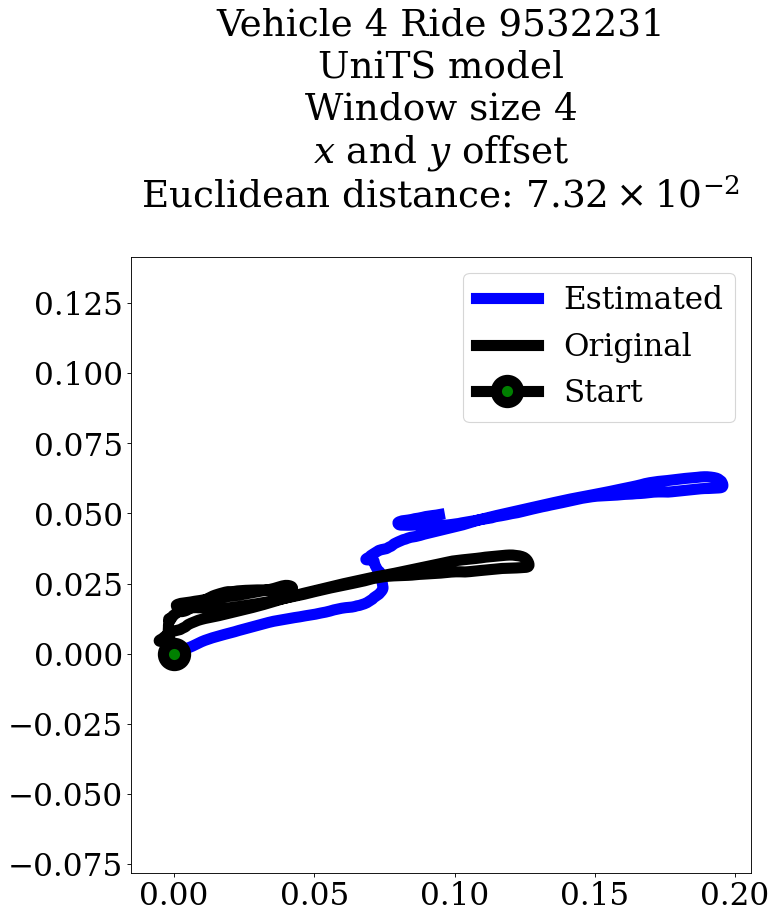 Vehicle 4 Ride 9532231
UniTS model
Window size 4
x and y offset
Euclidean distance: 7.32 × 10⁻²
Estimated
Original
Start
0.125
0.100
0.075
0.050
0.025
0.000
−0.025
−0.050
−0.075
0.00 0.05 0.10 0.15 0.20